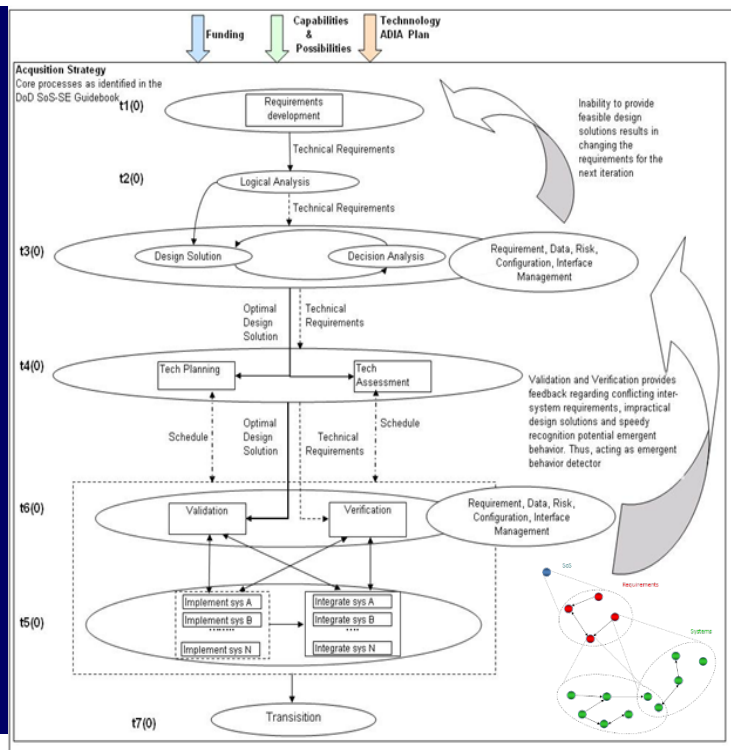 Funding
Capabilities
&
Possibilities
Technnology
ADIA Plan
Acqusition Strategy
Core processes as identified in the
DoD SoS-SE Guidebook
t1(0)
Requirements
development
Inability to provide
feasible design
solutions results in
changing the
requirements for the
next iteration
Technical Requirements
t2(0)
Logical Analysis
Technical Requirements
t3(0)
Design Solution
Decision Analysis
Requirement, Data, Risk,
Configuration, Interface
Management
Optimal
Design
Solution
Technical
Requirements
t4(0)
Tech Planning
Tech
Assessment
Validation and Verification provides
feedback regarding conflicting inter-
system requirements, impractical
design solutions and speedy
recognition potential emergent
behavior. Thus, acting as emergent
behavior detector
Schedule
Optimal
Design
Solution
Technical
Requirements
Schedule
t6(0)
Validation
Verification
Requirement, Data, Risk,
Configuration, Interface
Management
SoS
Requirements
Systems
t5(0)
Implement sys A
Implement sys B
........
Implement sys N
Integrate sys A
Integrate sys B
....
Integrate sys N
t7(0)
Transisition